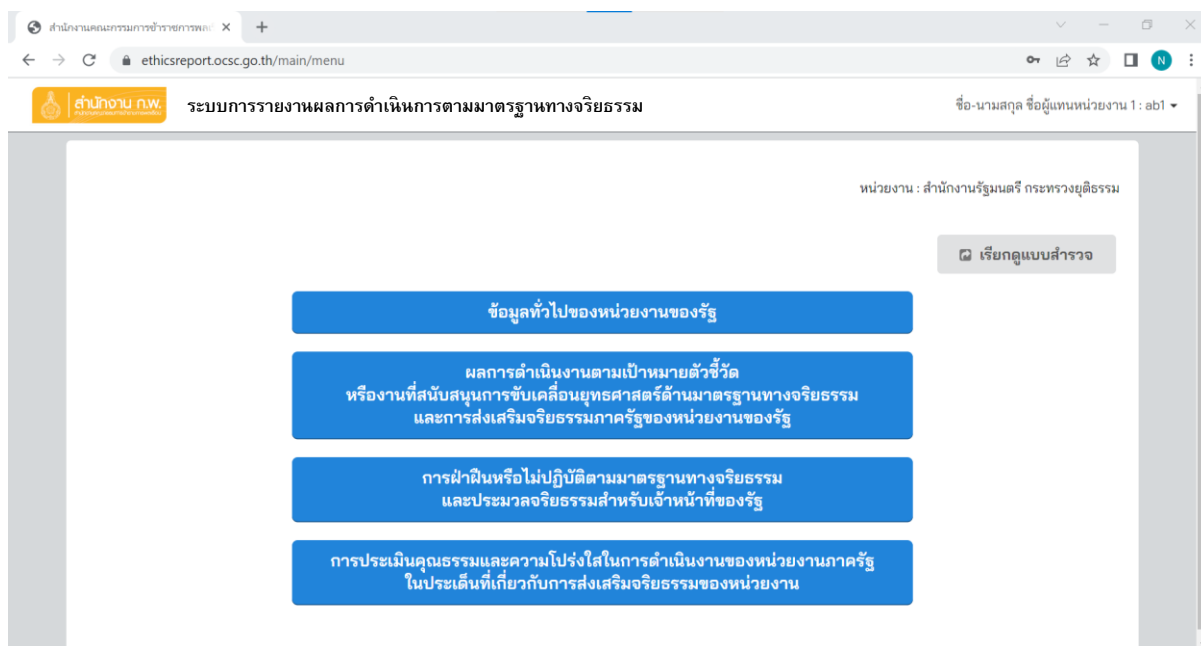 สำนักงานคณะกรรมการข้าราชการพลเ
ethicsreport.ocsc.go.th/main/menu
N
สำนักงาน ก.พ.
ระบบการรายงานผลการดำเนินการตามมาตรฐานทางจริยธรรม
ชื่อ-นามสกุล ชื่อผู้แทนหน่วยงาน 1 : ab1
หน่วยงาน : สำนักงานรัฐมนตรี กระทรวงยุติธรรม
เรียกดูแบบสำรวจ
ข้อมูลทั่วไปของหน่วยงานของรัฐ
ผลการดำเนินงานตามเป้าหมายตัวชี้วัด
หรืองานที่สนับสนุนการขับเคลื่อนยุทธศาสตร์ด้านมาตรฐานทางจริยธรรม
และการส่งเสริมจริยธรรมภาครัฐของหน่วยงานของรัฐ
การฝ่าฝืนหรือไม่ปฏิบัติตามมาตรฐานทางจริยธรรม
และประมวลจริยธรรมสำหรับเจ้าหน้าที่ของรัฐ
การประเมินคุณธรรมและความโปร่งใสในการดำเนินงานของหน่วยงานภาครัฐ
ในประเด็นที่เกี่ยวกับการส่งเสริมจริยธรรมของหน่วยงาน